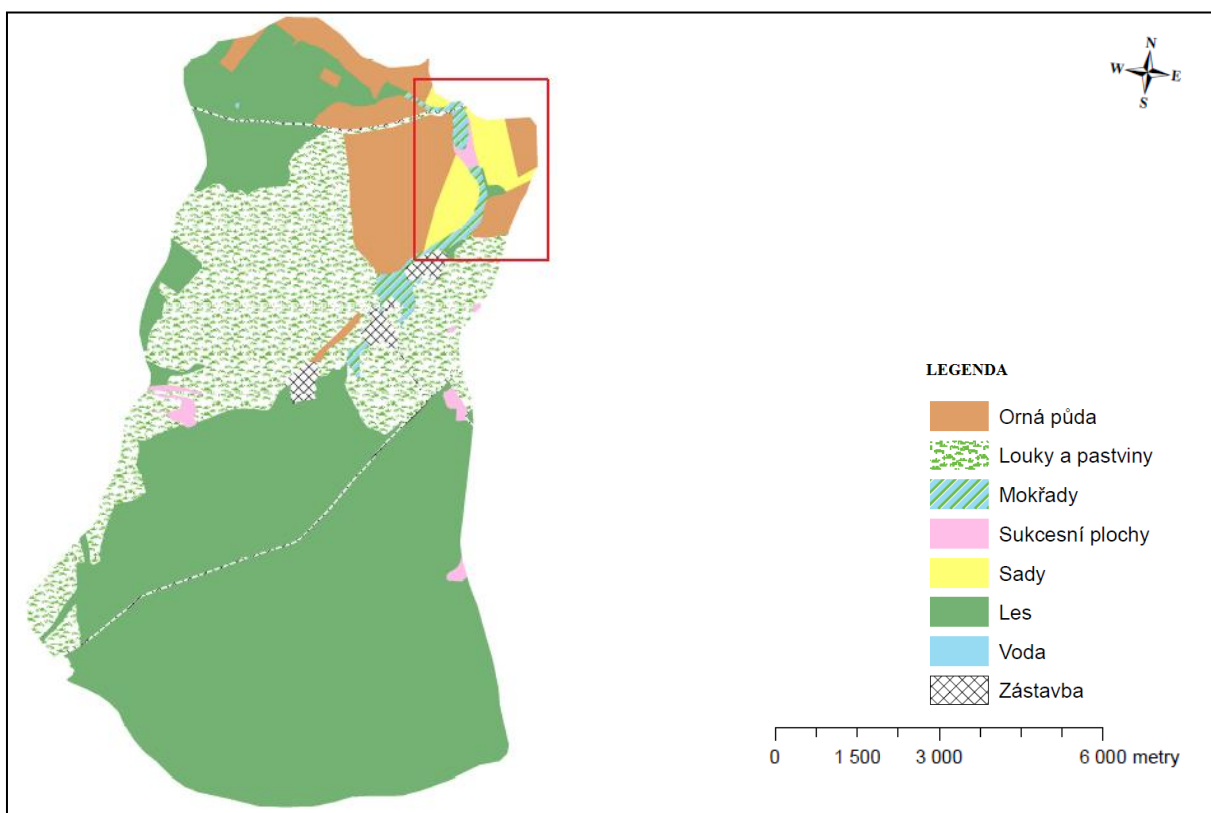 N
W E
S
LEGENDA
Orná půda
Louky a pastviny
Mokřady
Sukcesní plochy
Sady
Les
Voda
Zástavba
0 1 500 3 000 6 000 metry